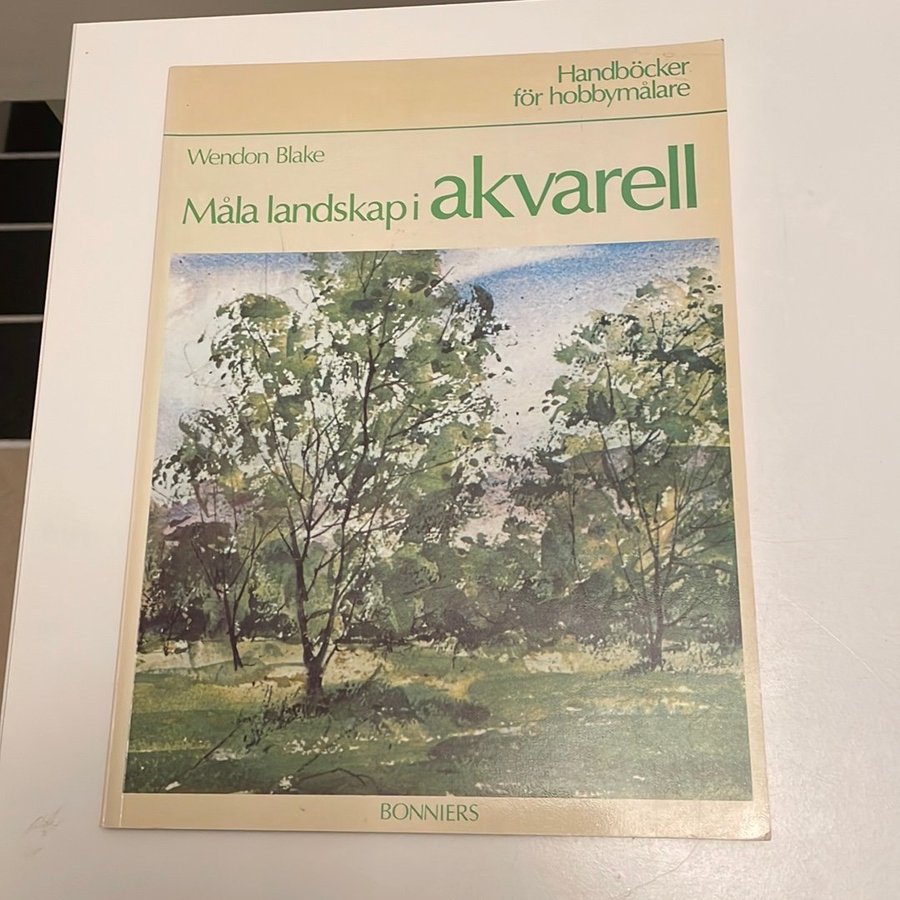 Handböcker
för hobbymålare
Wendon Blake
Måla landskap i akvarell
BONNIERS